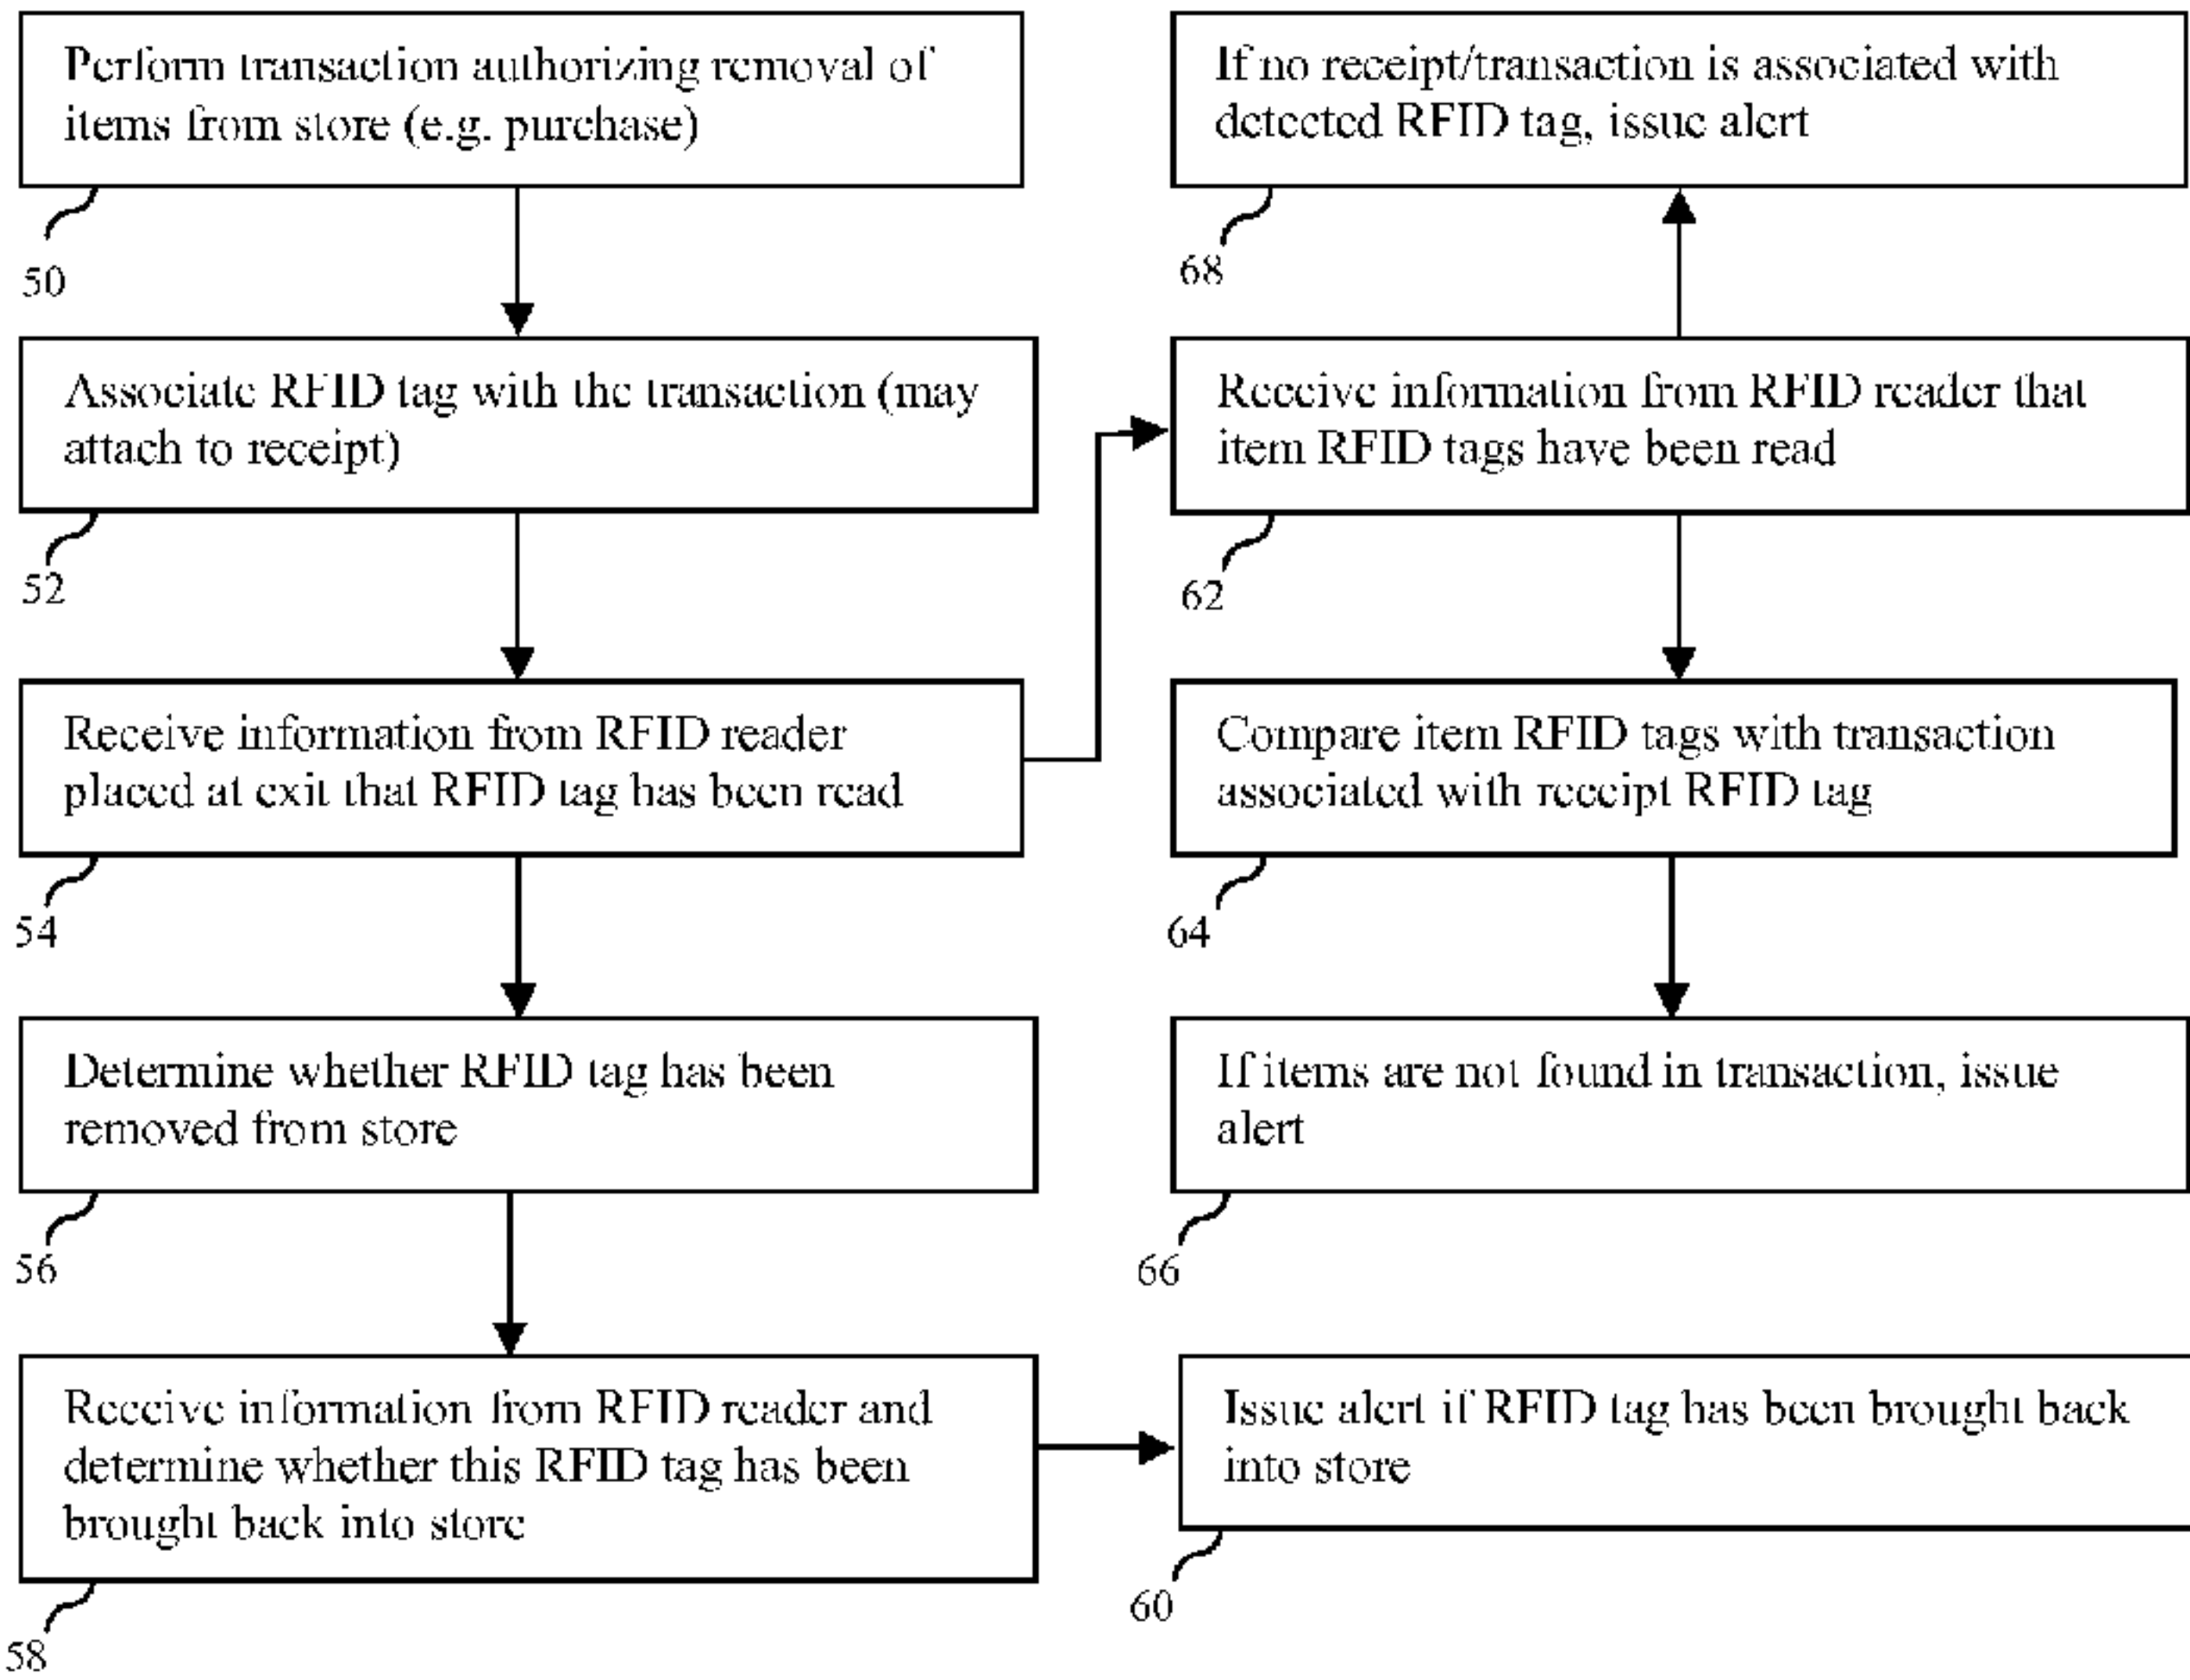 Perform transaction authorizing removal of
items from store (e.g. purchase)
50
Associate RFID tag with the transaction (may
attach to receipt)
52
Receive information from RFID reader
placed at exit that RFID tag has been read
54
Determine whether RFID tag has been
removed from store
56
Receive information from RFID reader and
determine whether this RFID tag has been
brought back into store
58
If no receipt/transaction is associated with
detected RFID tag, issue alert
68
Receive information from RFID reader that
item RFID tags have been read
62
Compare item RFID tags with transaction
associated with receipt RFID tag
64
If items are not found in transaction, issue
alert
66
Issue alert if RFID tag has been brought back
into store
60